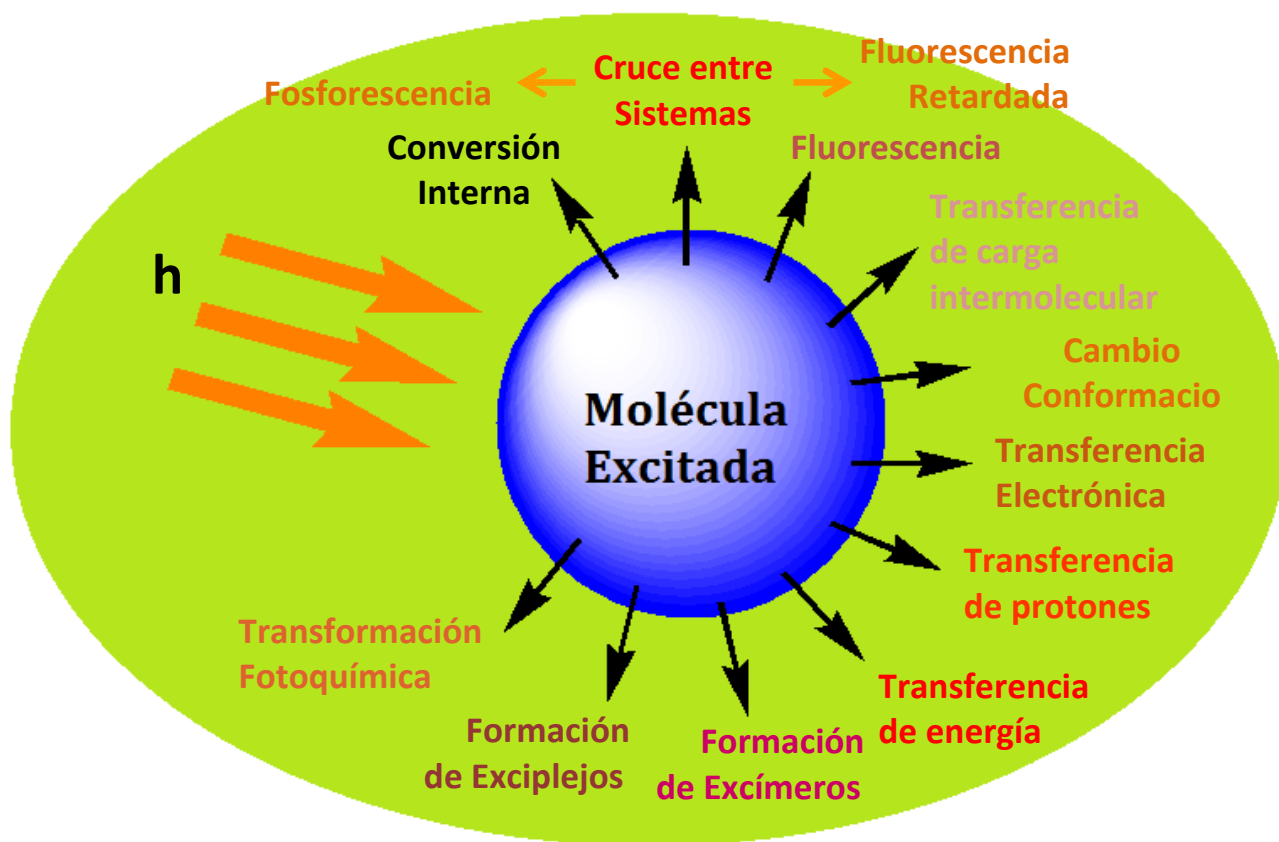 Fosforescencia
Cruce entre
Sistemas
Fluorescencia
Retardada
Conversión
Interna
Fluorescencia
Transferencia
de carga
intermolecular
h
Cambio
Conformacio
Molécula
Excitada
Transferencia
Electrónica
Transferencia
de protones
Transformación
Fotoquímica
Transferencia
de energía
Formación
de Exciplejos
Formación
de Excímeros